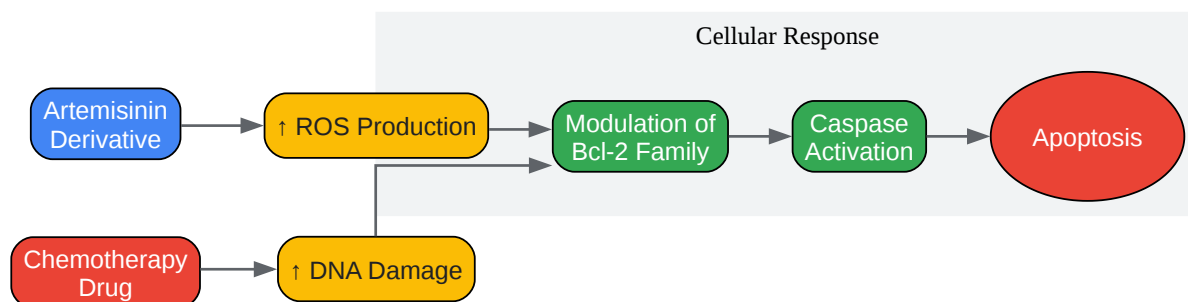 Cellular Response
Artemisinin
Derivative
↑ ROS Production
Modulation of
Bcl-2 Family
Caspase
Activation
Apoptosis
Chemotherapy
Drug
↑ DNA Damage